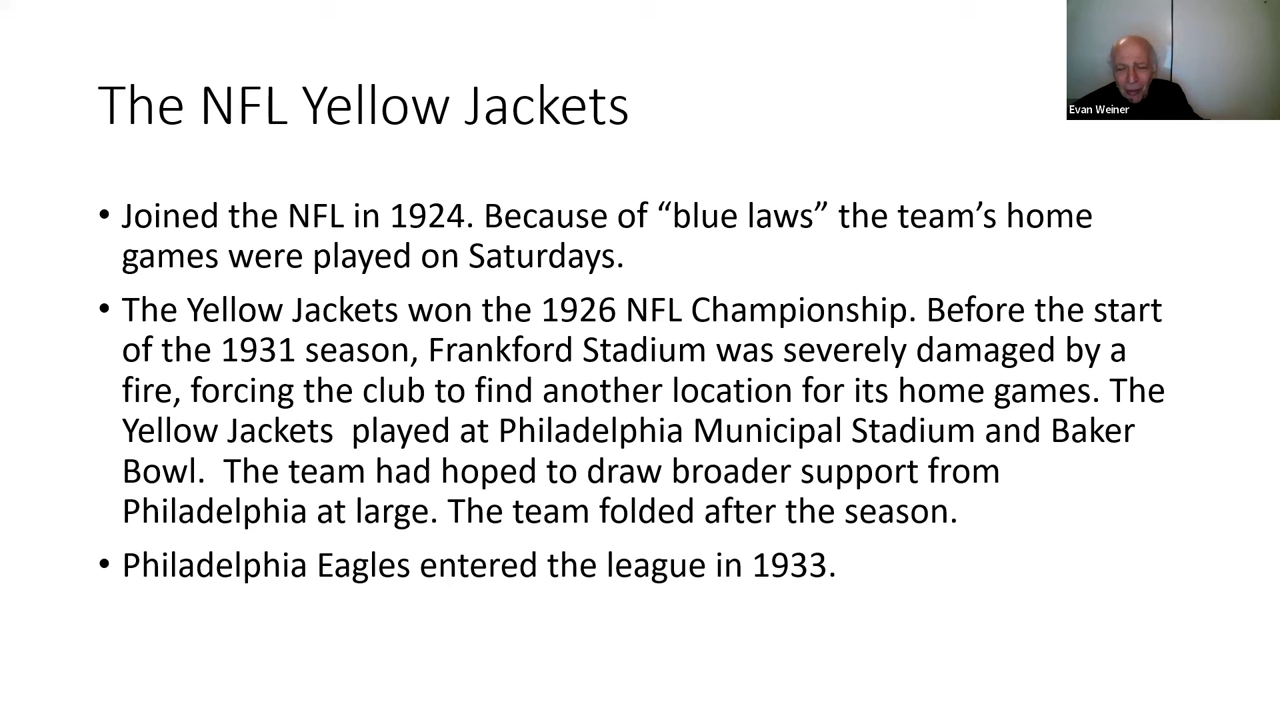 The NFL Yellow Jackets
Evan Weiner
• Joined the NFL in 1924. Because of “blue laws” the team’s home
games were played on Saturdays.
• The Yellow Jackets won the 1926 NFL Championship. Before the start
of the 1931 season, Frankford Stadium was severely damaged by a
fire, forcing the club to find another location for its home games. The
Yellow Jackets  played at Philadelphia Municipal Stadium and Baker
Bowl.  The team had hoped to draw broader support from
Philadelphia at large. The team folded after the season.
• Philadelphia Eagles entered the league in 1933.